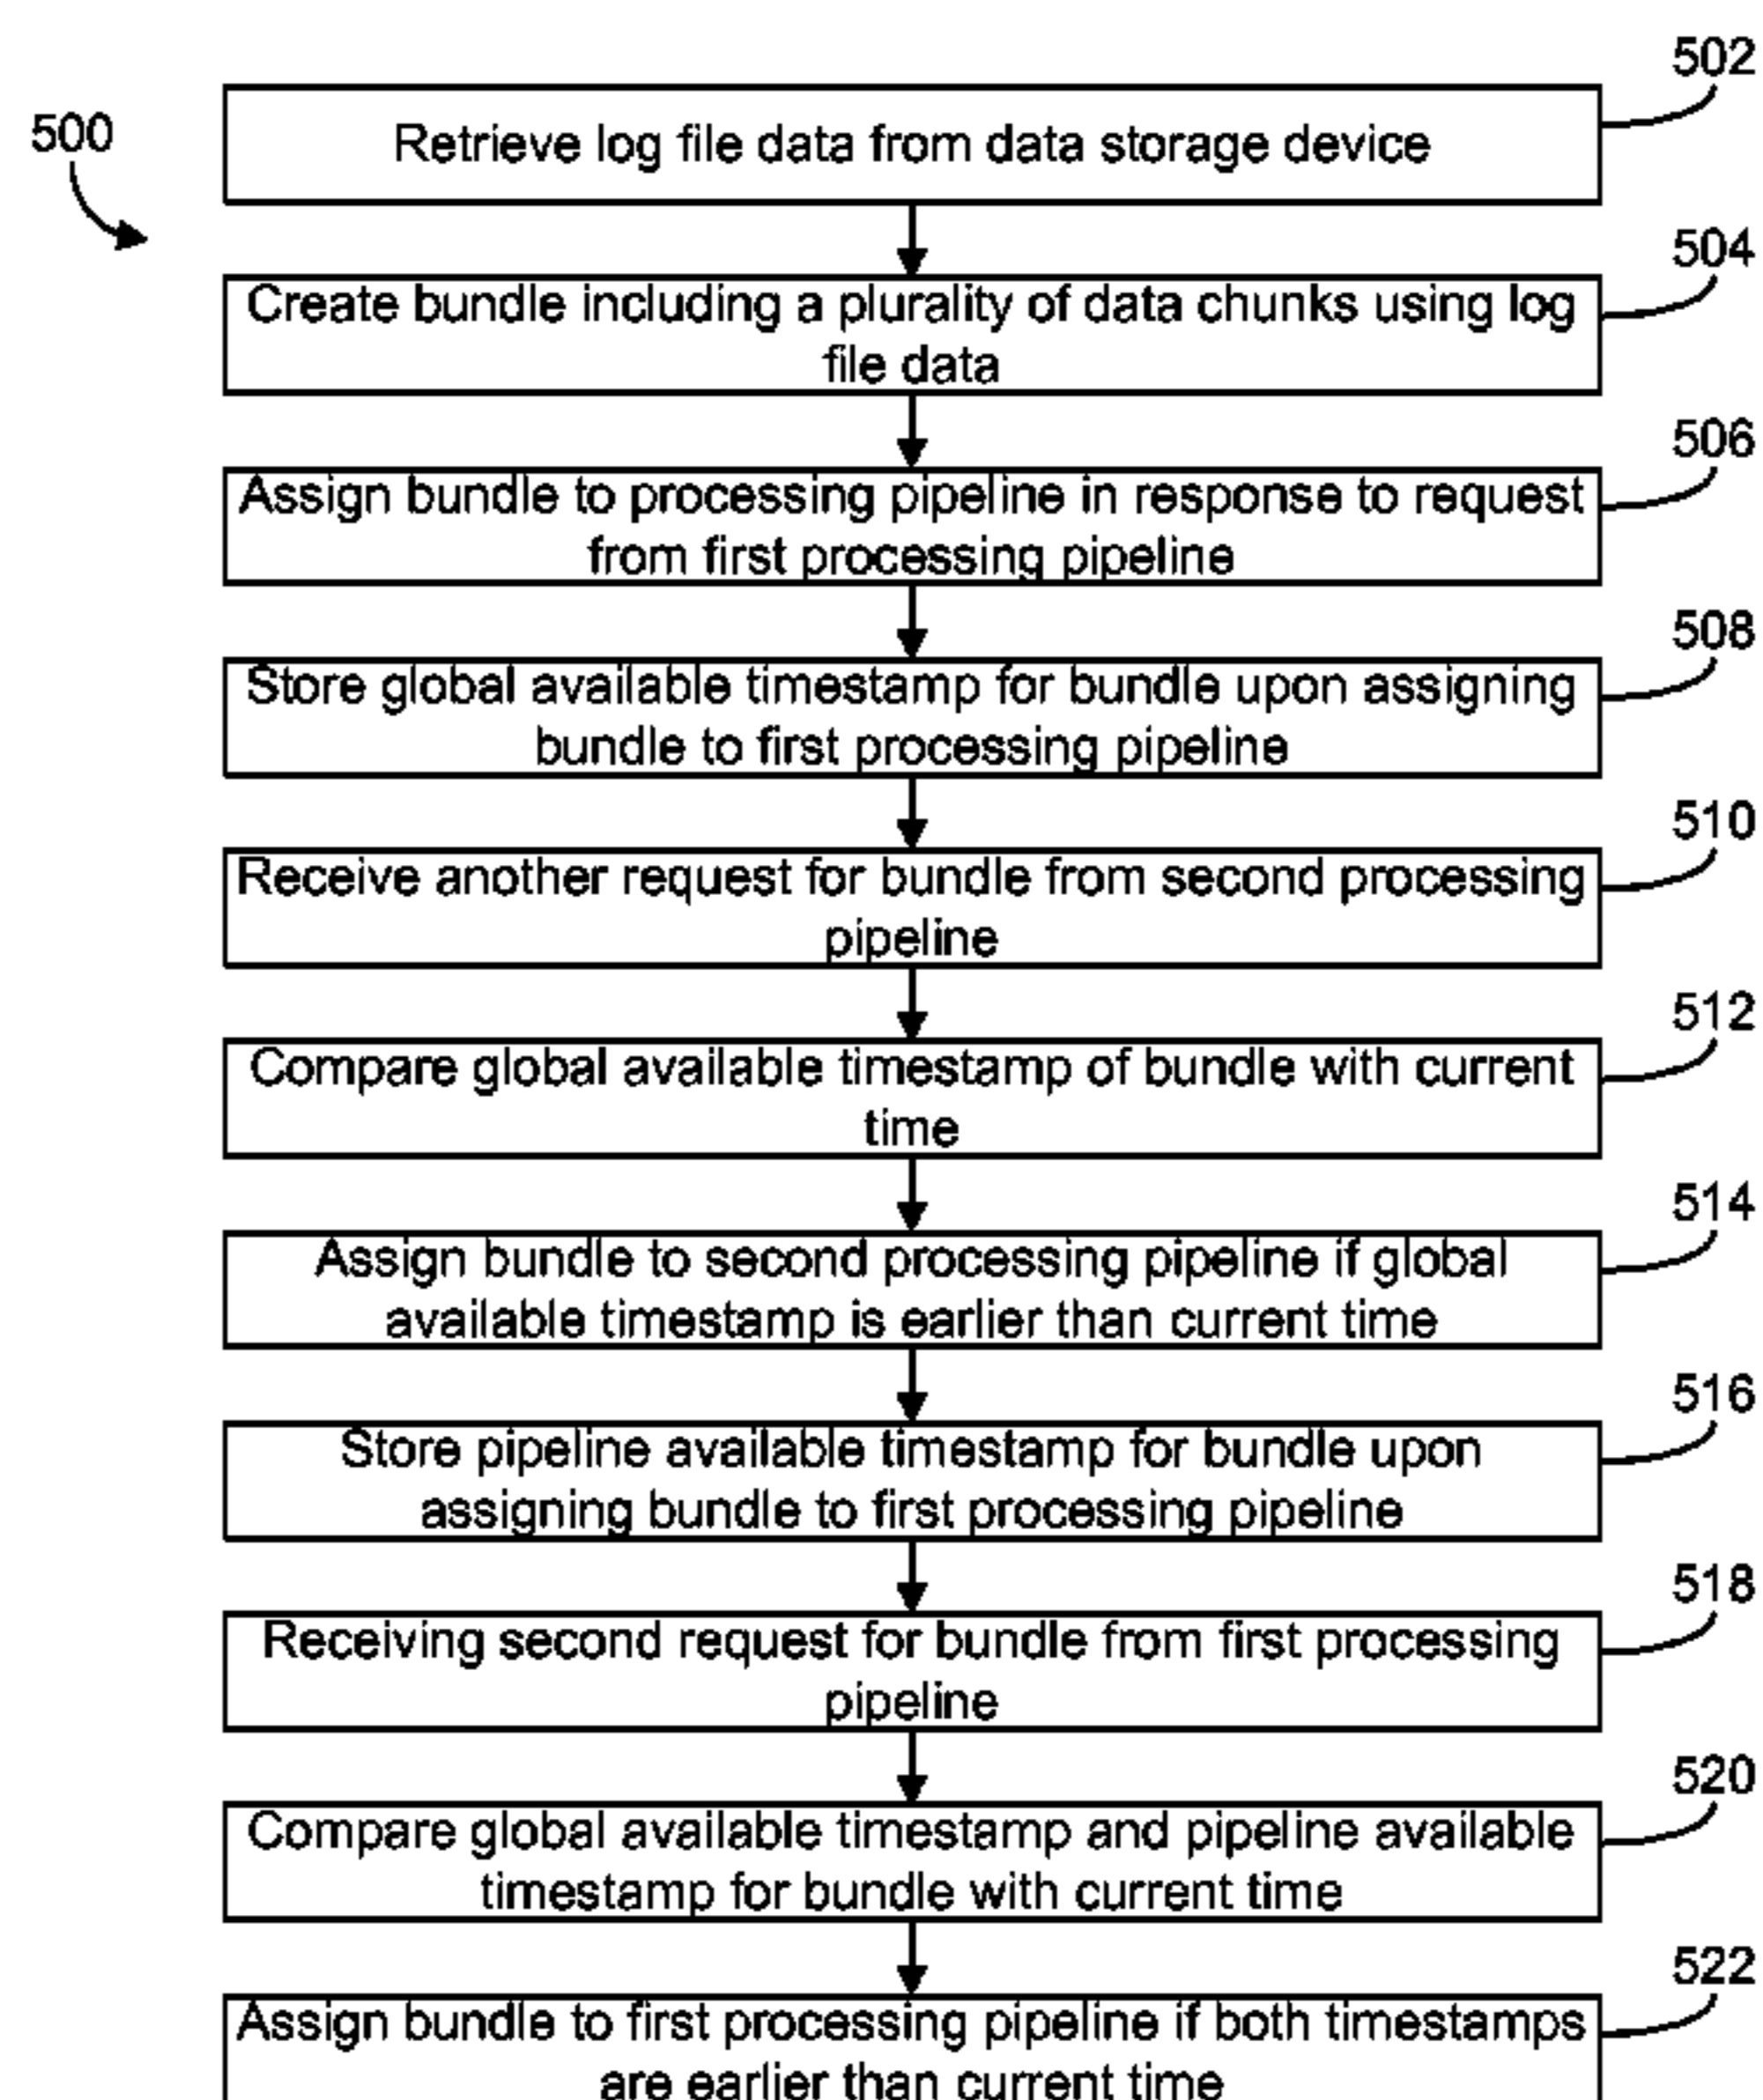 502
500
Retrieve log file data from data storage device
504
Create bundle including a plurality of data chunks using log
file data
506
Assign bundle to processing pipeline in response to request
from first processing pipeline
508
Store global available timestamp for bundle upon assigning
bundle to first processing pipeline
510
Receive another request for bundle from second processing
pipeline
512
Compare global available timestamp of bundle with current
time
514
Assign bundle to second processing pipeline if global
available timestamp is earlier than current time
516
Store pipeline available timestamp for bundle upon
assigning bundle to first processing pipeline
518
Receiving second request for bundle from first processing
pipeline
520
Compare global available timestamp and pipeline available
timestamp for bundle with current time
522
Assign bundle to first processing pipeline if both timestamps
are earlier than current time